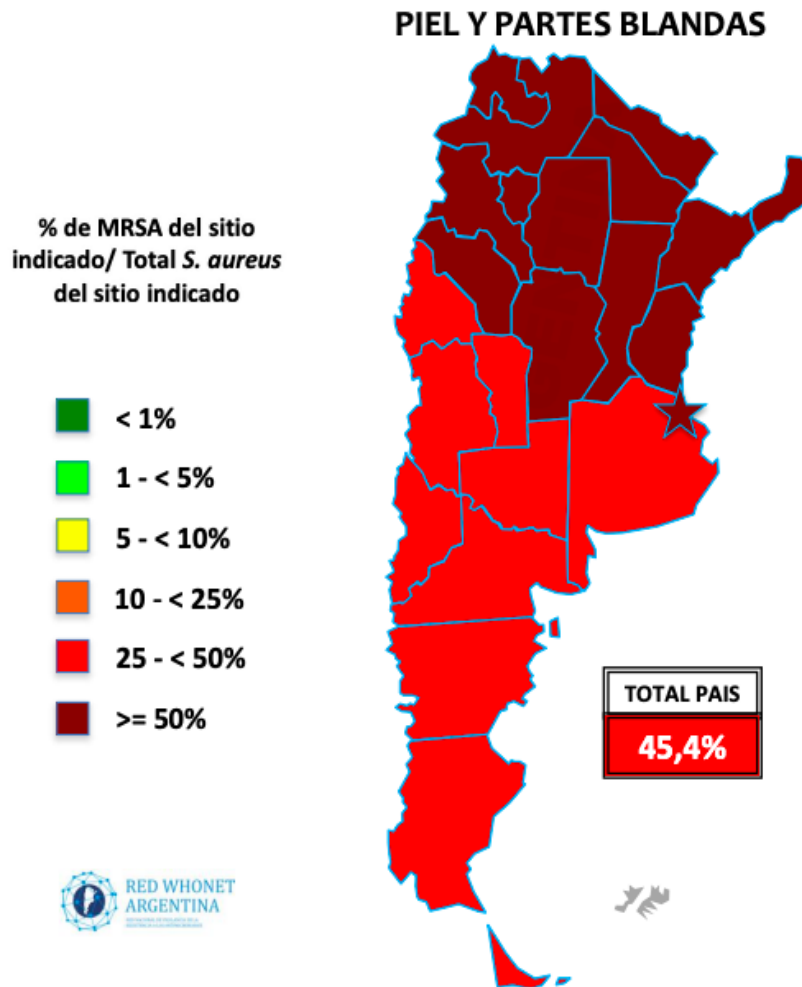 PIEL Y PARTES BLANDAS
% de MRSA del sitio
indicado/ Total S. aureus
del sitio indicado
< 1%
1 - < 5%
5 - < 10%
10 - < 25%
25 - < 50%
>= 50%
TOTAL PAIS
45,4%
RED WHONET
ARGENTINA